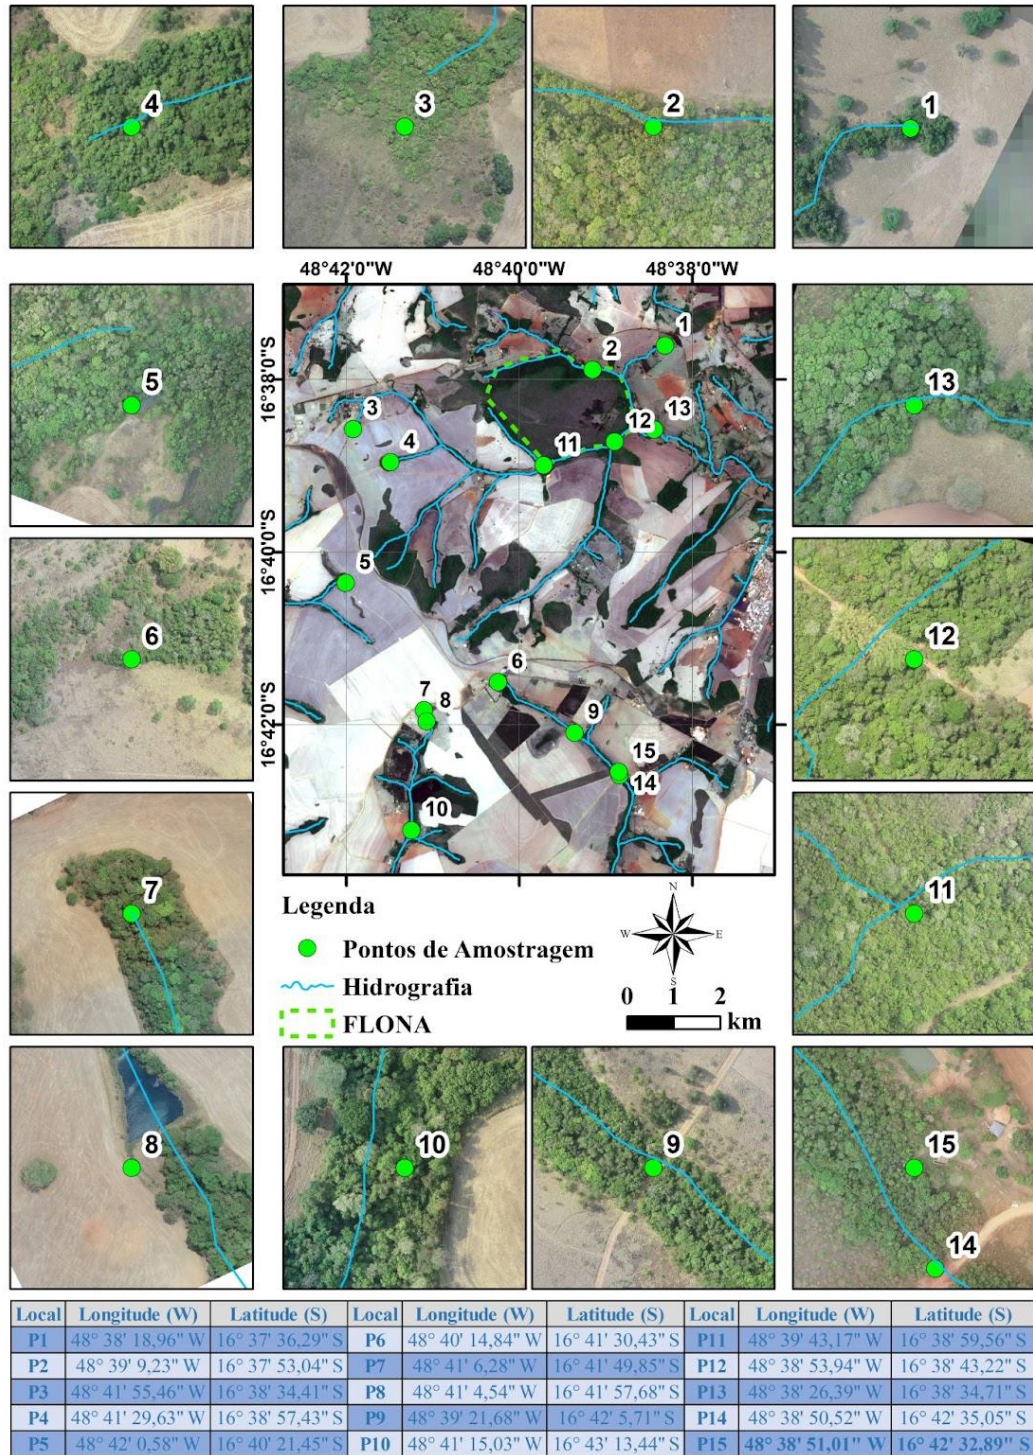 4
3
2
1
48°42'0"W
48°40'0"W
48°38'0"W
16°38'0"S
16°40'0"S
16°42'0"S
1
2
3
13
12
4
11
5
6
7
8
9
15
14
10
5
13
6
12
7
11
Legenda
Pontos de Amostragem
Hidrografia
FLONA
N
W
E
S
0 1 2
km
8
10
9
15
14
Local Longitude (W) Latitude (S) Local Longitude (W) Latitude (S) Local Longitude (W) Latitude (S)
P1 48° 38' 18,96" W 16° 37' 36,29" S P6 48° 40' 14,84" W 16° 41' 30,43" S P11 48° 39' 43,17" W 16° 38' 59,56" S
P2 48° 39' 9,23" W 16° 37' 53,04" S P7 48° 41' 6,28" W 16° 41' 49,85" S P12 48° 38' 53,94" W 16° 38' 43,22" S
P3 48° 41' 55,46" W 16° 38' 34,41" S P8 48° 41' 4,54" W 16° 41' 57,68" S P13 48° 38' 26,39" W 16° 38' 34,71" S
P4 48° 41' 29,63" W 16° 38' 57,43" S P9 48° 39' 21,68" W 16° 42' 5,71" S P14 48° 38' 50,52" W 16° 42' 35,05" S
P5 48° 42' 0,58" W 16° 40' 21,45" S P10 48° 41' 15,03" W 16° 43' 13,44" S P15 48° 38' 51,01" W 16° 42' 32,89" S